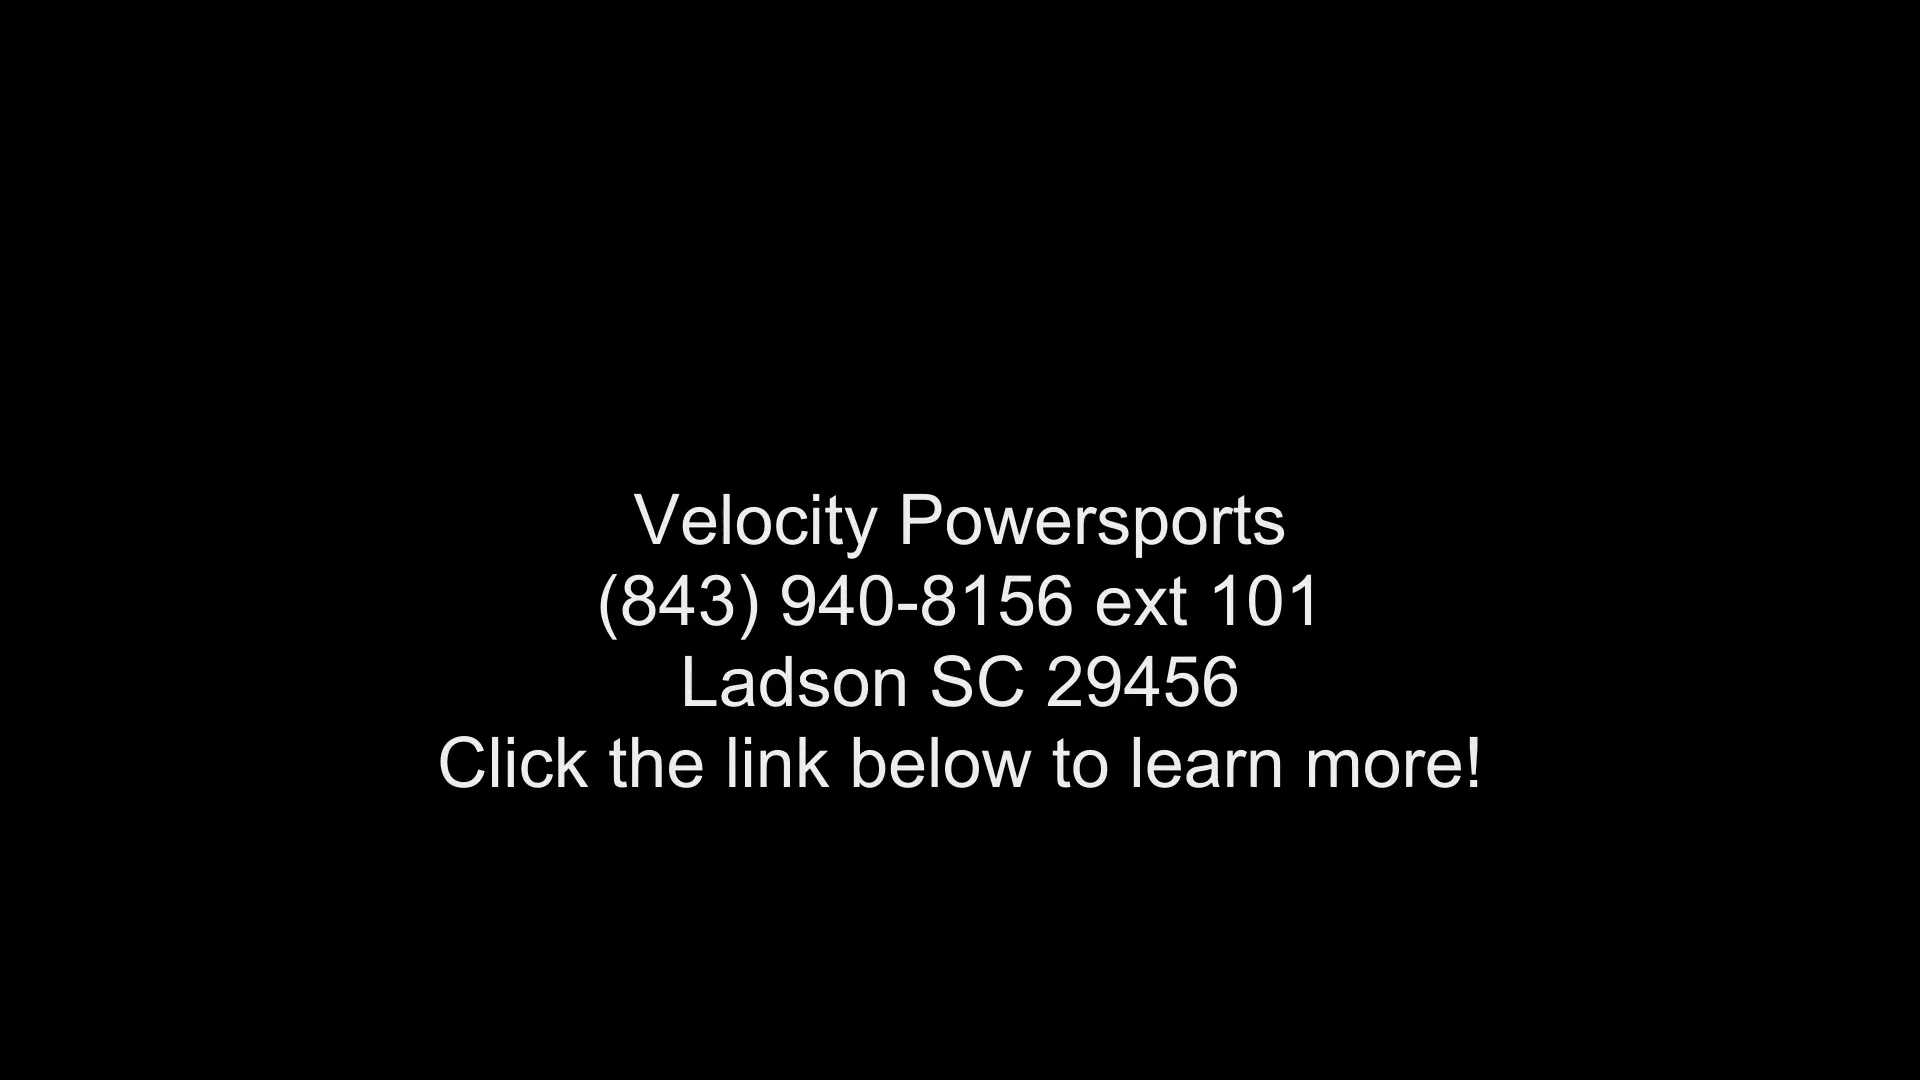 Velocity Powersports
(843) 940-8156 ext 101
Ladson SC 29456
Click the link below to learn more!